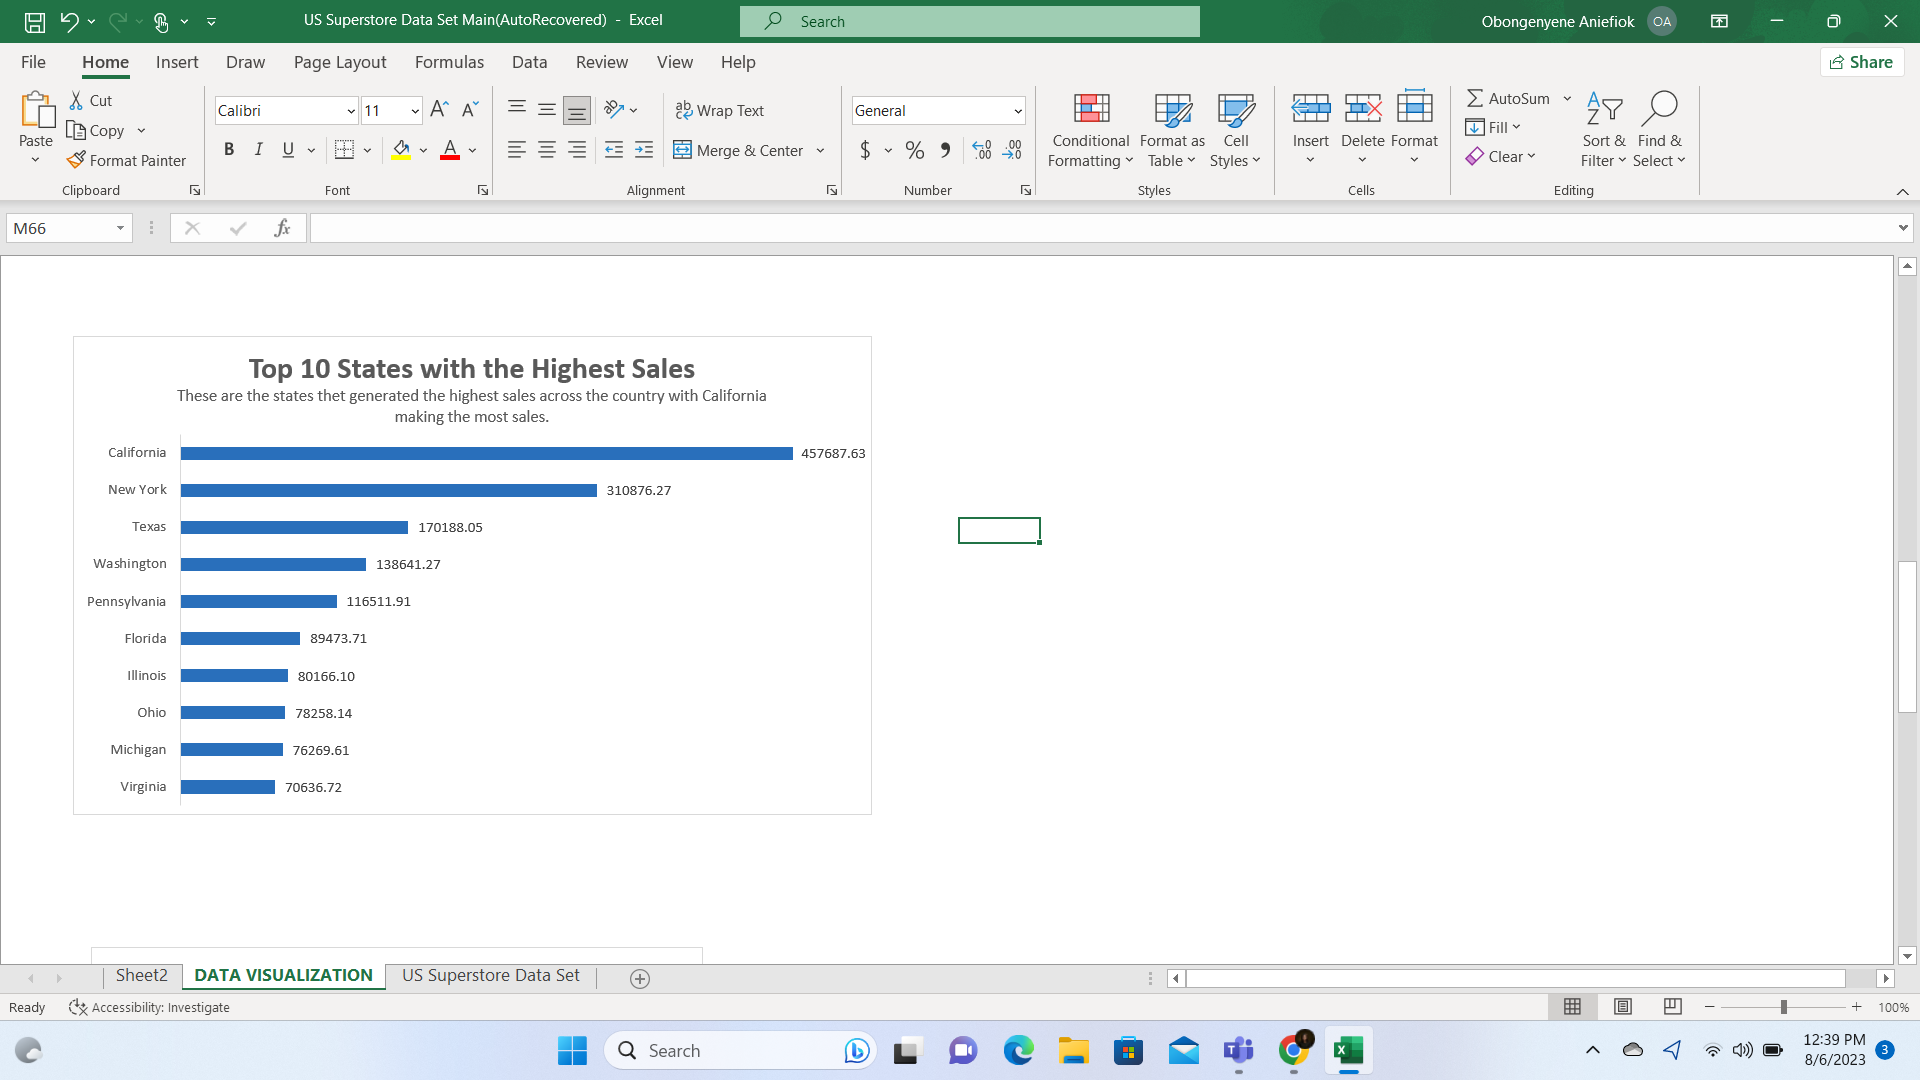 US Superstore Data Set Main(AutoRecovered) - Excel
Search
Obongenyene Aniefiok OA
File Home Insert Draw Page Layout Formulas Data Review View Help
Share
Paste
Cut
Copy
Format Painter
Clipboard
Calibri 11
B I U
Font
Wrap Text
Merge & Center
Alignment
General
$ % ,
Number
Conditional Formatting
Format as Table
Cell Styles
Styles
Insert Delete Format
Cells
AutoSum
Fill
Clear
Sort & Filter
Find & Select
Editing
M66
fx
Top 10 States with the Highest Sales
These are the states thet generated the highest sales across the country with California
making the most sales.
California 457687.63
New York 310876.27
Texas 170188.05
Washington 138641.27
Pennsylvania 116511.91
Florida 89473.71
Illinois 80166.10
Ohio 78258.14
Michigan 76269.61
Virginia 70636.72
Sheet2 DATA VISUALIZATION US Superstore Data Set
Ready Accessibility: Investigate
100%
Search
12:39 PM
8/6/2023
3